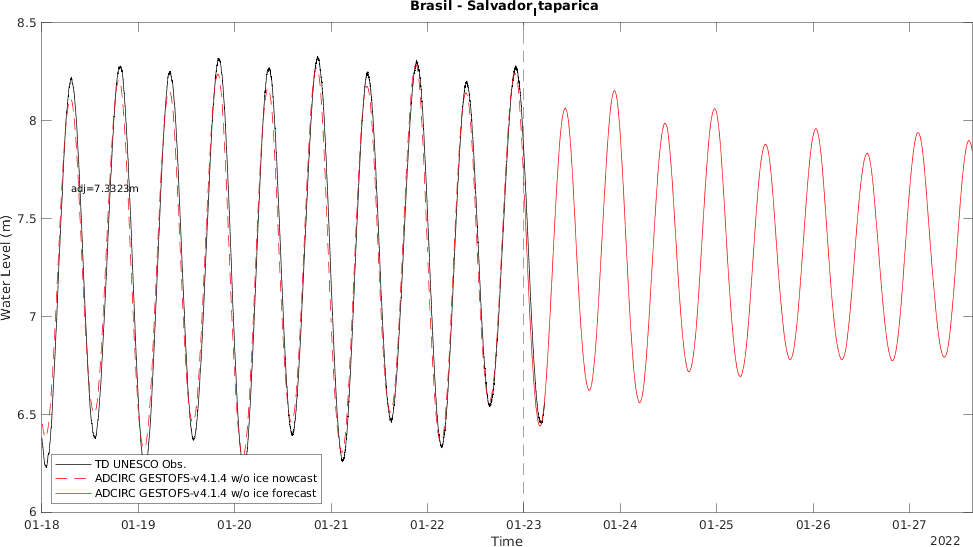 Brasil - Salvador,taparica
8.5
8
7.5
7
6.5
6
Water Level (m)
adj=7.3323m
TD UNESCO Obs.
ADCIRC GESTOFS-v4.1.4 w/o ice nowcast
ADCIRC GESTOFS-v4.1.4 w/o ice forecast
01-18 01-19 01-20 01-21 01-22 01-23 01-24 01-25 01-26 01-27
Time
2022